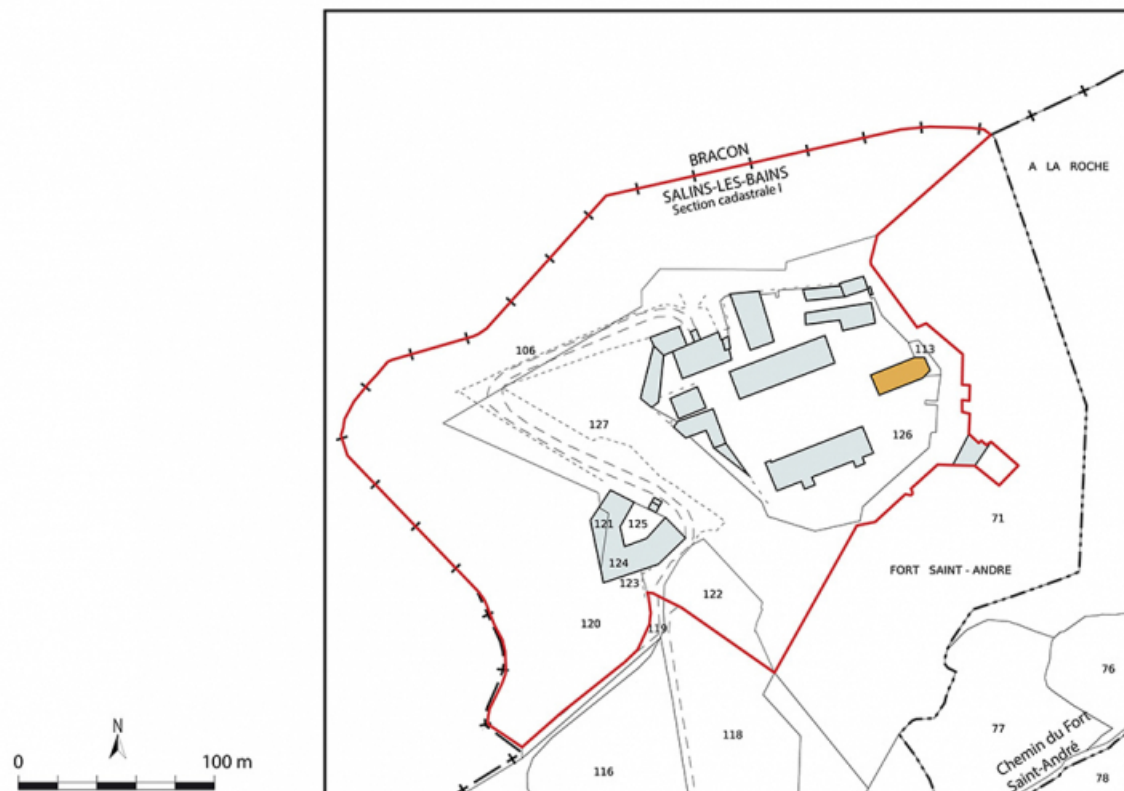 BRACON
SALINS-LES-BAINS
Section cadastrale I
A LA ROCHE
106
113
127
126
121
125
71
124
FORT SAINT-ANDRE
123
122
120
119
76
118
77
116
Chemin du Fort
Saint-André
78
N
0
100 m